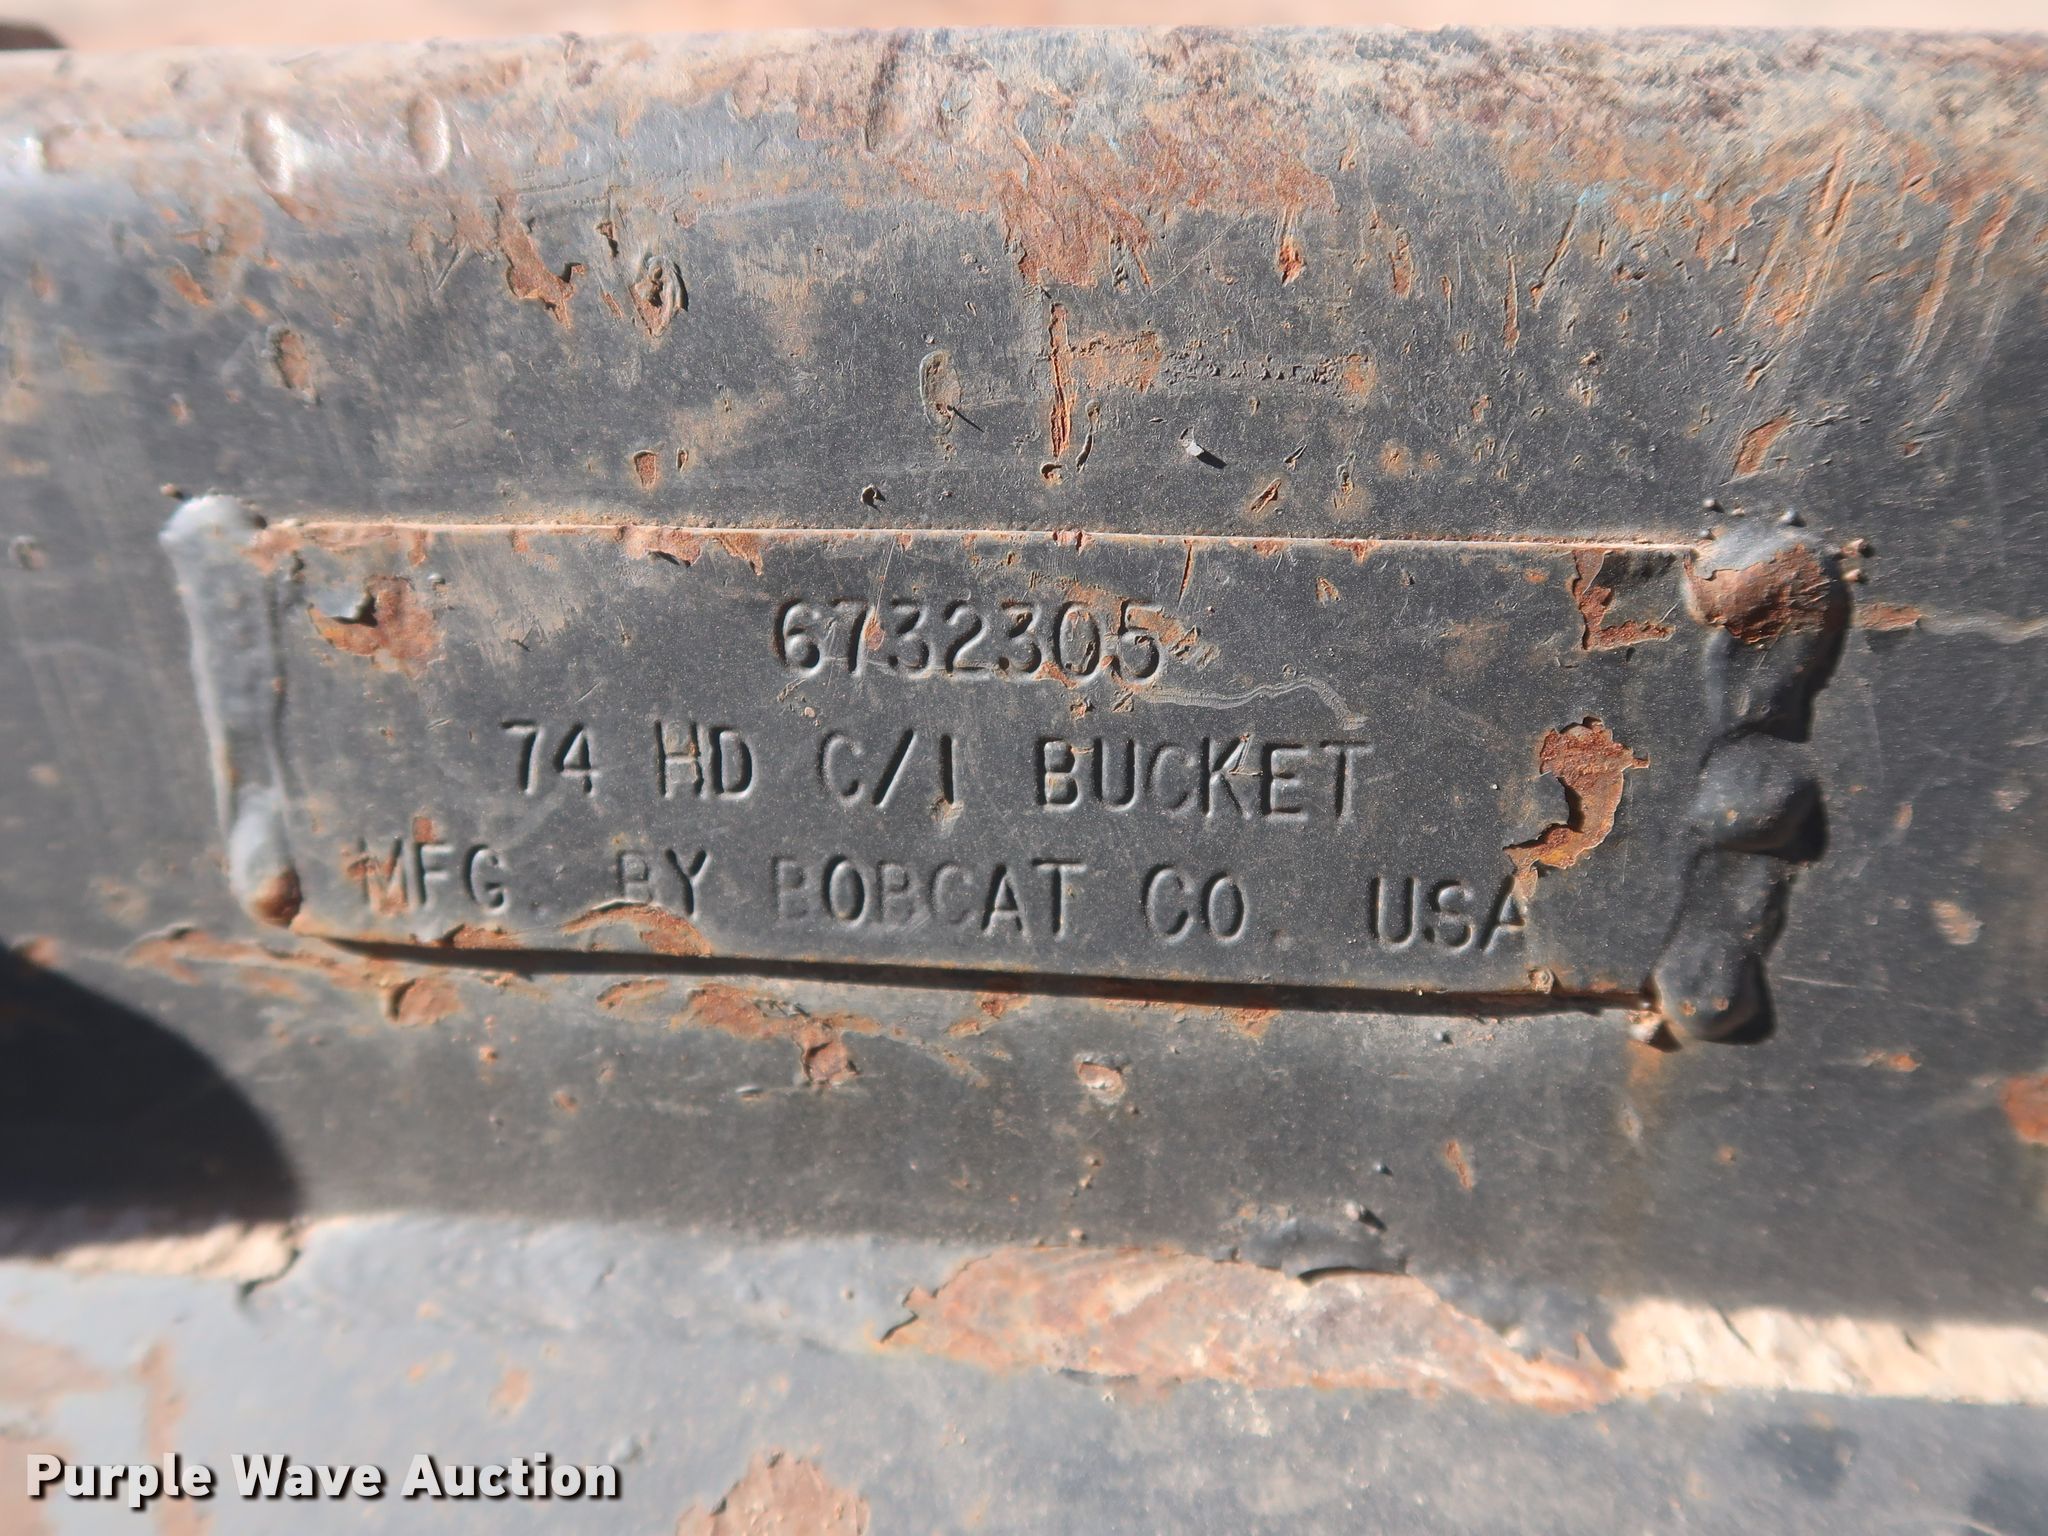 6732305
74 HD C/I BUCKET
MFG. BY BOBCAT CO. USA
Purple Wave Auction